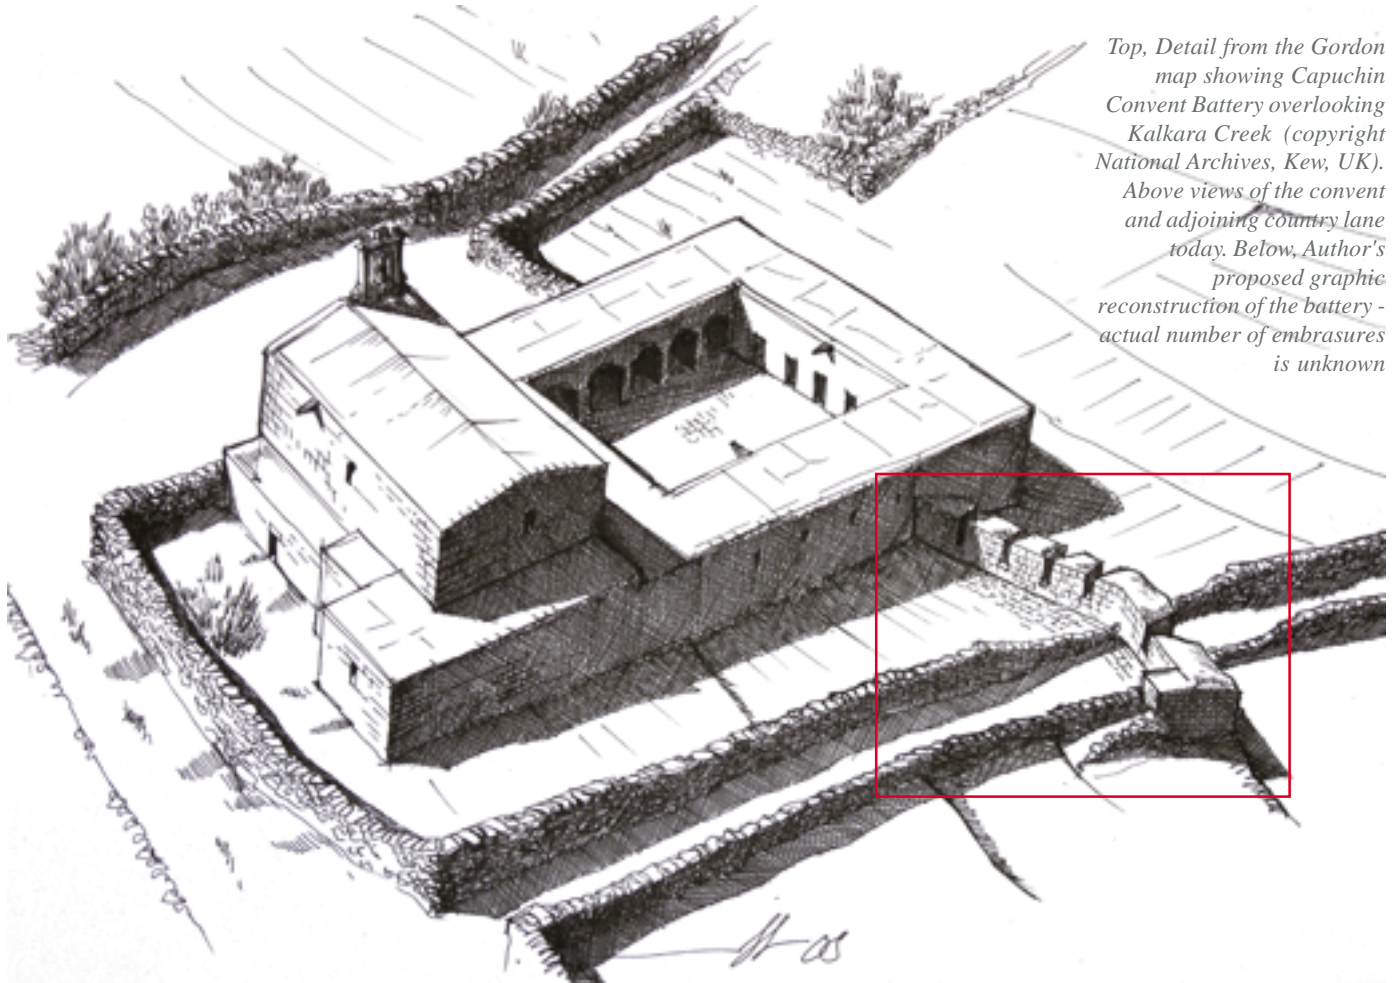 Top, Detail from the Gordon
map showing Capuchin
Convent Battery overlooking
Kalkara Creek (copyright
National Archives, Kew, UK).
Above views of the convent
and adjoining country lane
today. Below, Author's
proposed graphic
reconstruction of the battery -
actual number of embrasures
is unknown